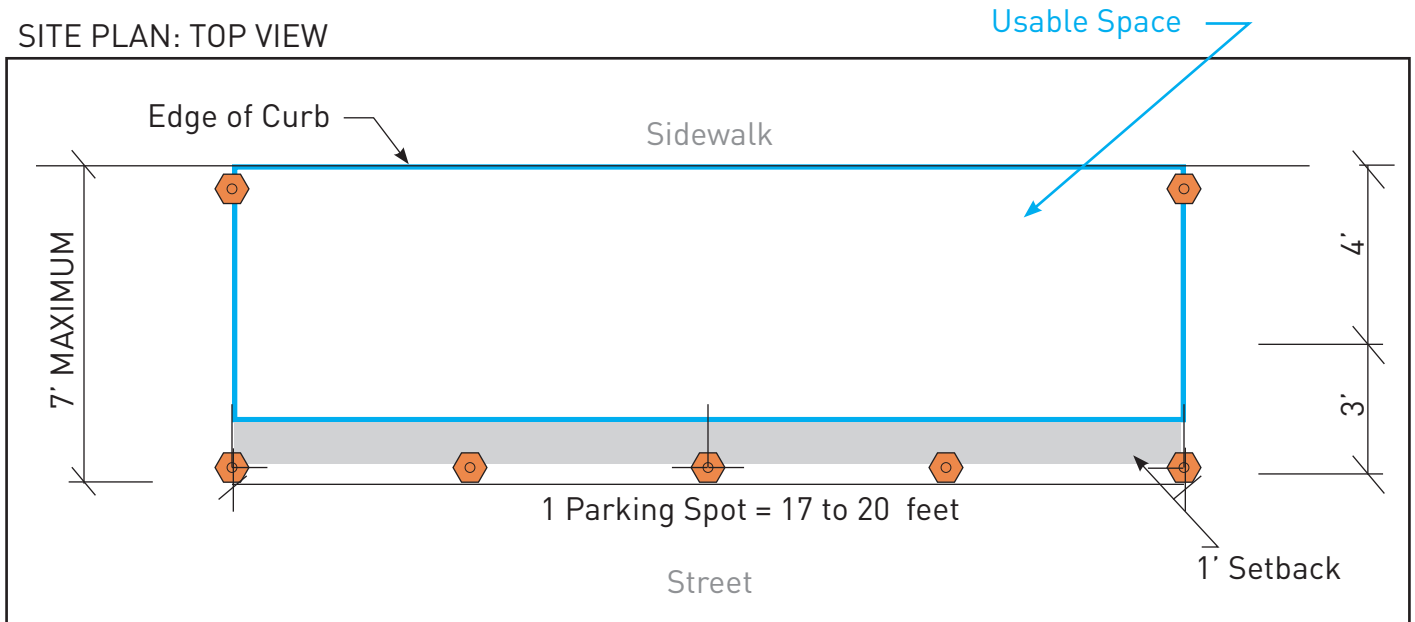 Usable Space
SITE PLAN: TOP VIEW
Edge of Curb
Sidewalk
7’ MAXIMUM
4’
3’
1 Parking Spot = 17 to 20 feet
1’ Setback
Street